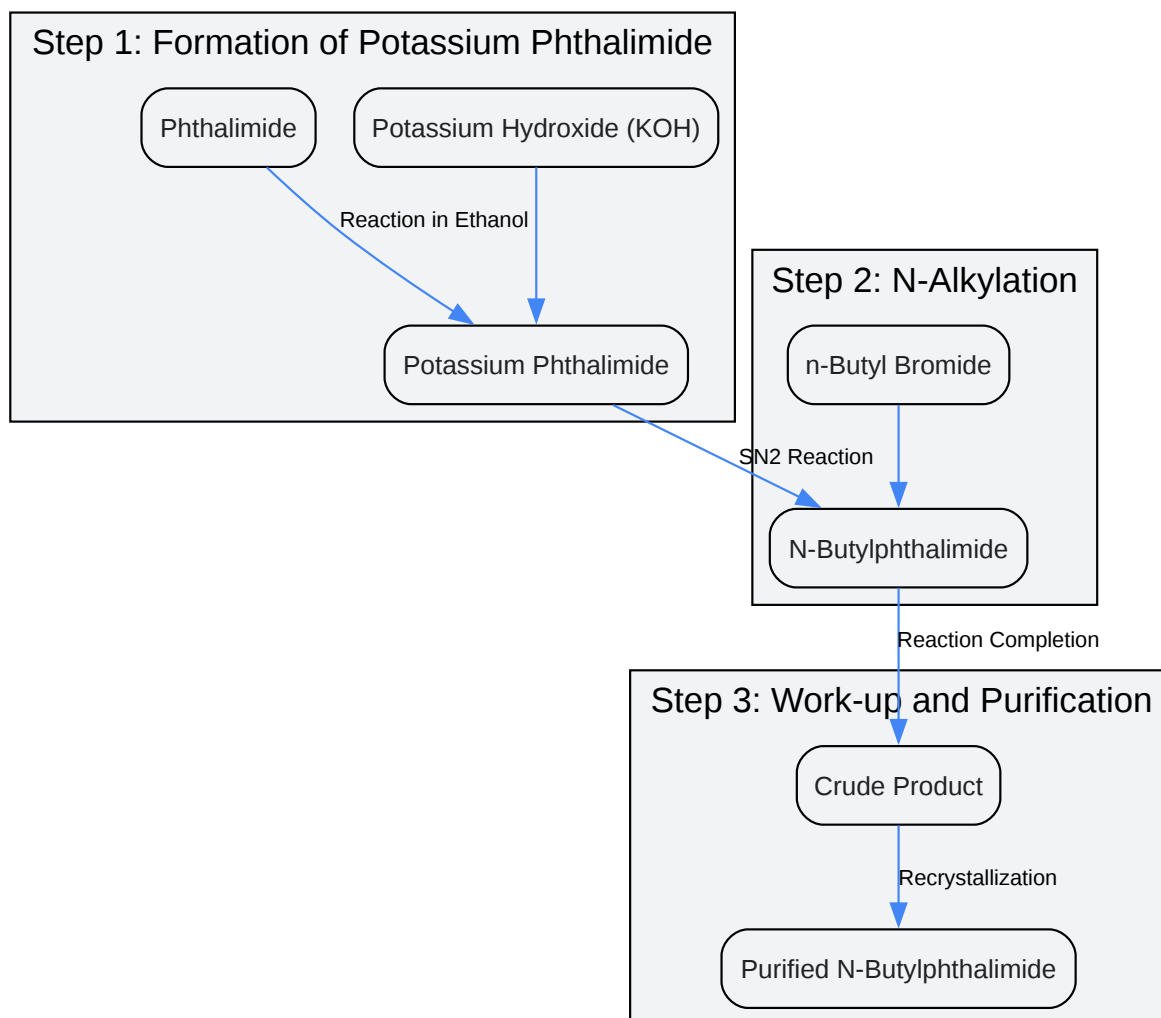 Step 1: Formation of Potassium Phthalimide
Phthalimide
Potassium Hydroxide (KOH)
Reaction in Ethanol
Potassium Phthalimide
Step 2: N-Alkylation
n-Butyl Bromide
SN2 Reaction
N-Butylphthalimide
Reaction Completion
Step 3: Work-up and Purification
Crude Product
Recrystallization
Purified N-Butylphthalimide